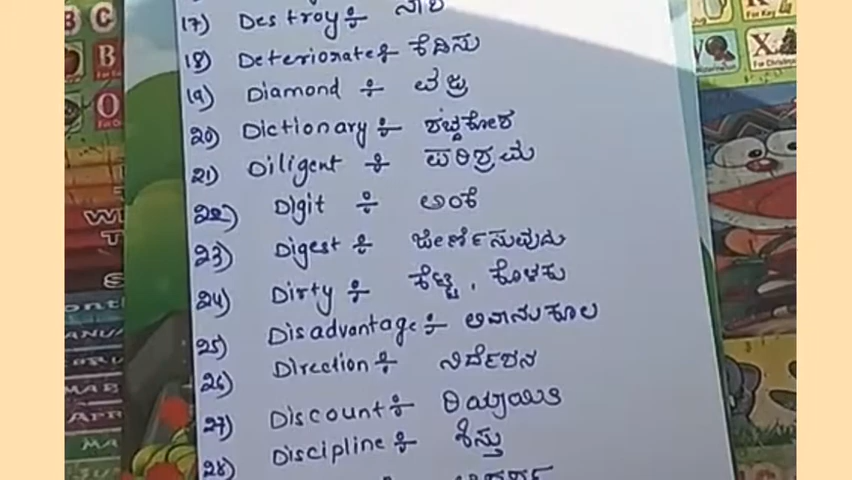 17) Destroy ÷ ನಾಶ
18) Deteriorate ÷ ಕೆಡಿಸು
19) Diamond ÷ ವಜ್ರ
20) Dictionary ÷ ಶಬ್ದಕೋಶ
21) Diligent ÷ ಪರಿಶ್ರಮ
22) Digit ÷ ಅಂಕೆ
23) Digest ÷ ಜೀರ್ಣಿಸುವುದು
24) Dirty ÷ ಕೆಟ್ಟ, ಕೊಳಕು
25) Disadvantage ÷ ಅನಾನುಕೂಲ
26) Direction ÷ ನಿರ್ದೇಶನ
27) Discount ÷ ರಿಯಾಯಿತಿ
28) Discipline ÷ ಶಿಸ್ತು